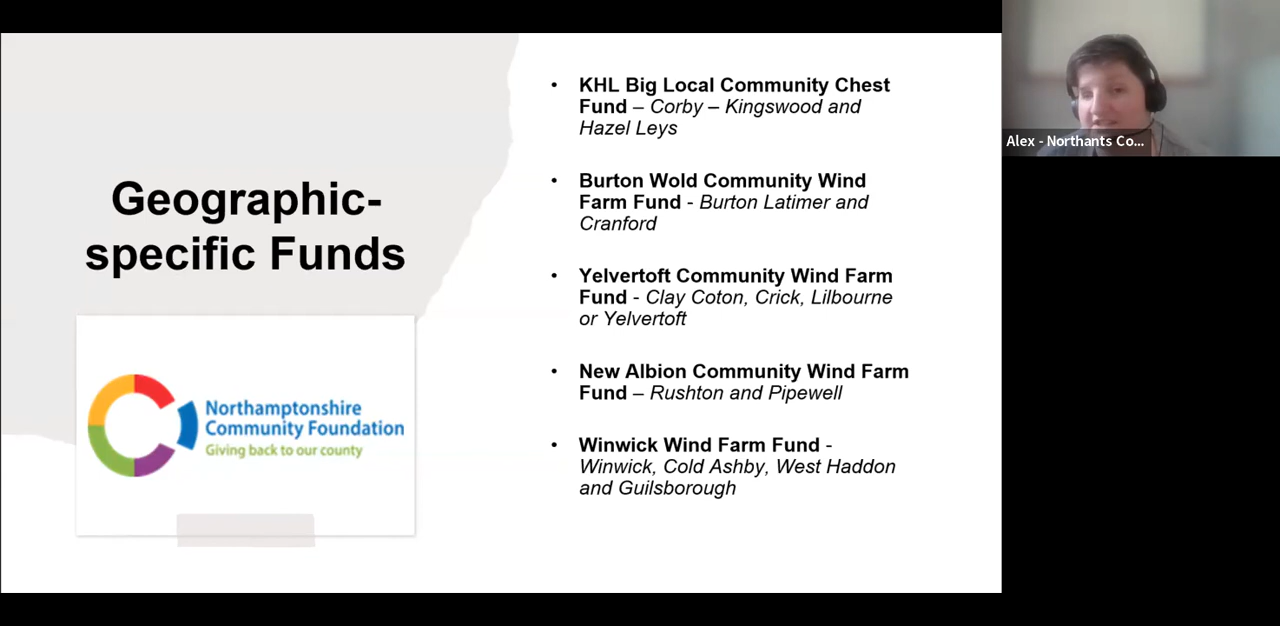 Geographic-
specific Funds
Northamptonshire
Community Foundation
Giving back to our county
• KHL Big Local Community Chest
Fund – Corby – Kingswood and
Hazel Leys
• Burton Wold Community Wind
Farm Fund - Burton Latimer and
Cranford
• Yelvertoft Community Wind Farm
Fund - Clay Coton, Crick, Lilbourne
or Yelvertoft
• New Albion Community Wind Farm
Fund – Rushton and Pipewell
• Winwick Wind Farm Fund -
Winwick, Cold Ashby, West Haddon
and Guilsborough
Alex - Northants Co...